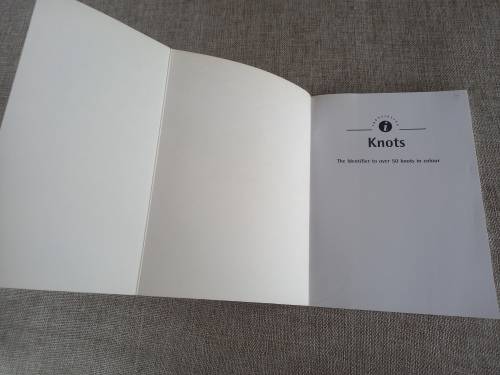 i
Knots
The Identifier to over 50 knots in colour